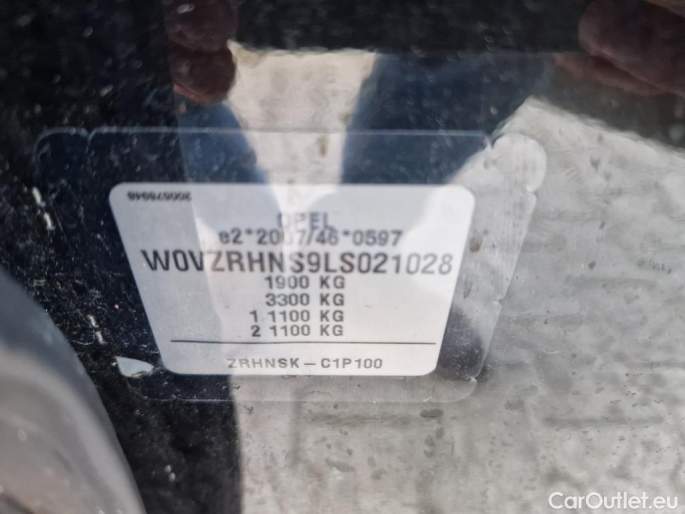 OPEL
e2*2007/46*0597
W0VZRHNS9LS021028
1900 KG
3300 KG
1 1100 KG
2 1100 KG
ZRHNSK-C1P100
CarOutlet.eu